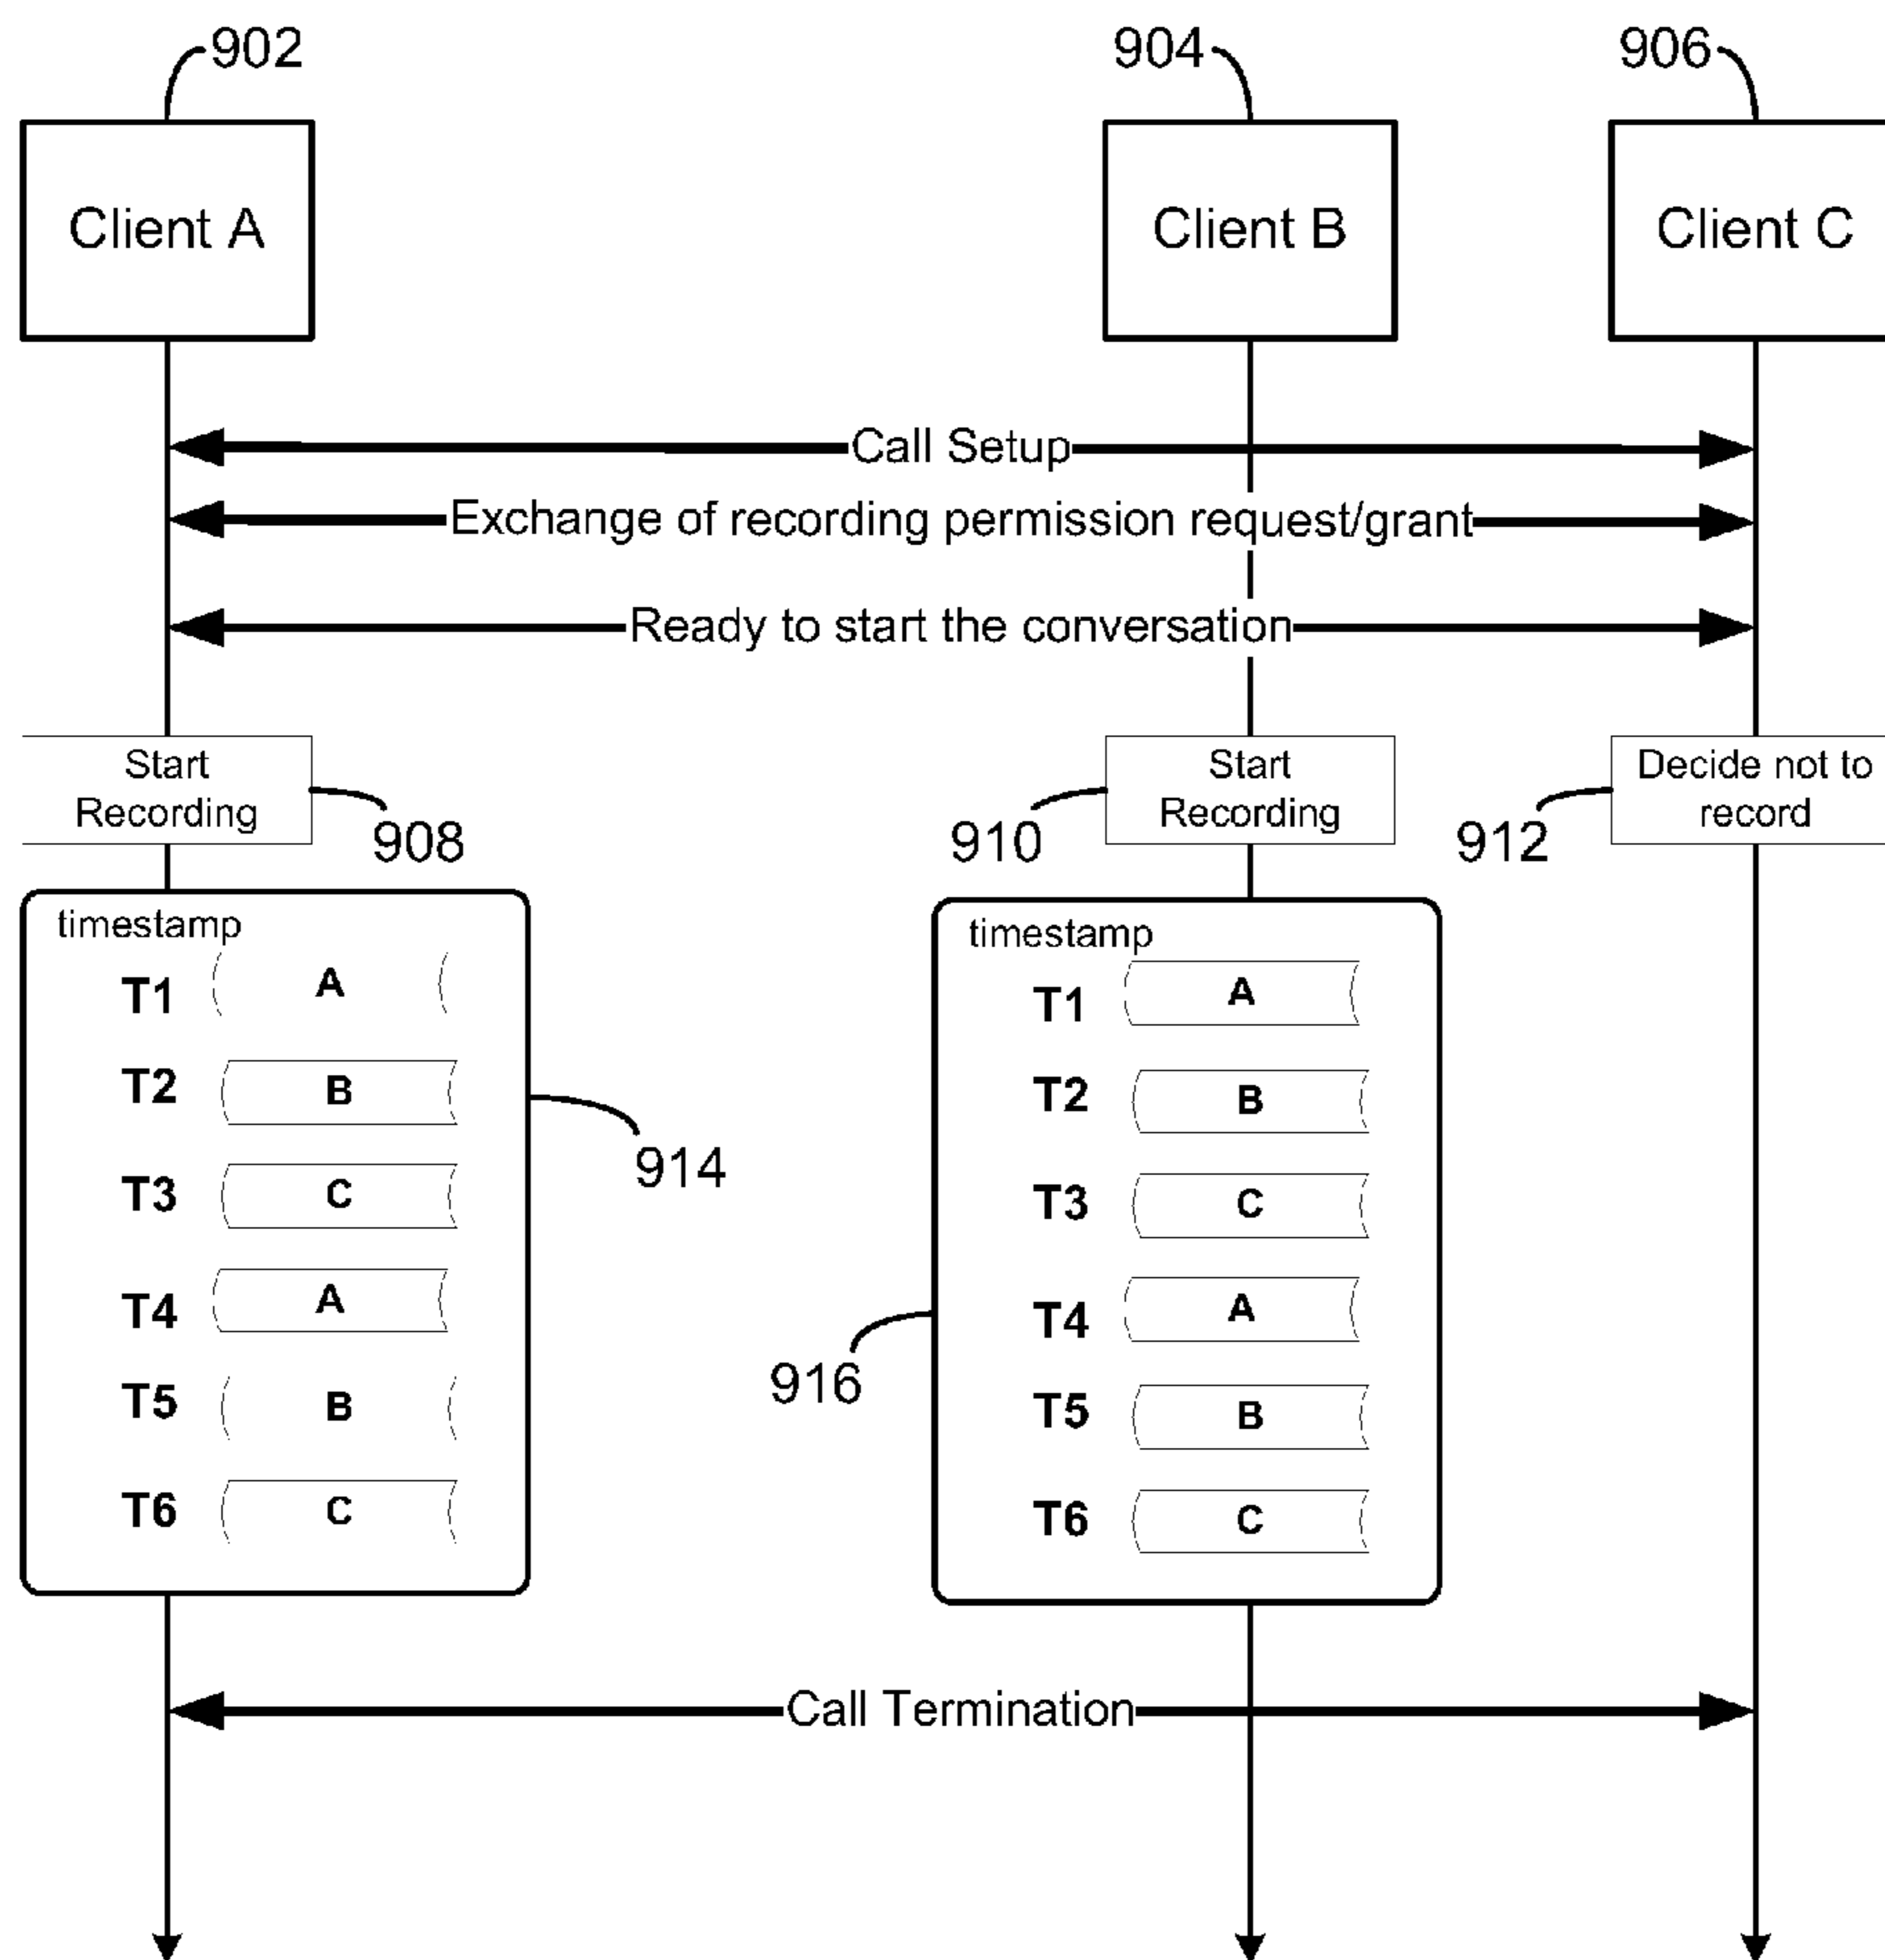 902
904
906
Client A
Client B
Client C
Call Setup
Exchange of recording permission request/grant
Ready to start the conversation
Start
Recording
908
Start
Recording
910
Decide not to
record
912
timestamp
T1 A
T2 B
T3 C
T4 A
T5 B
T6 C
914
timestamp
T1 A
T2 B
T3 C
T4 A
T5 B
T6 C
916
Call Termination